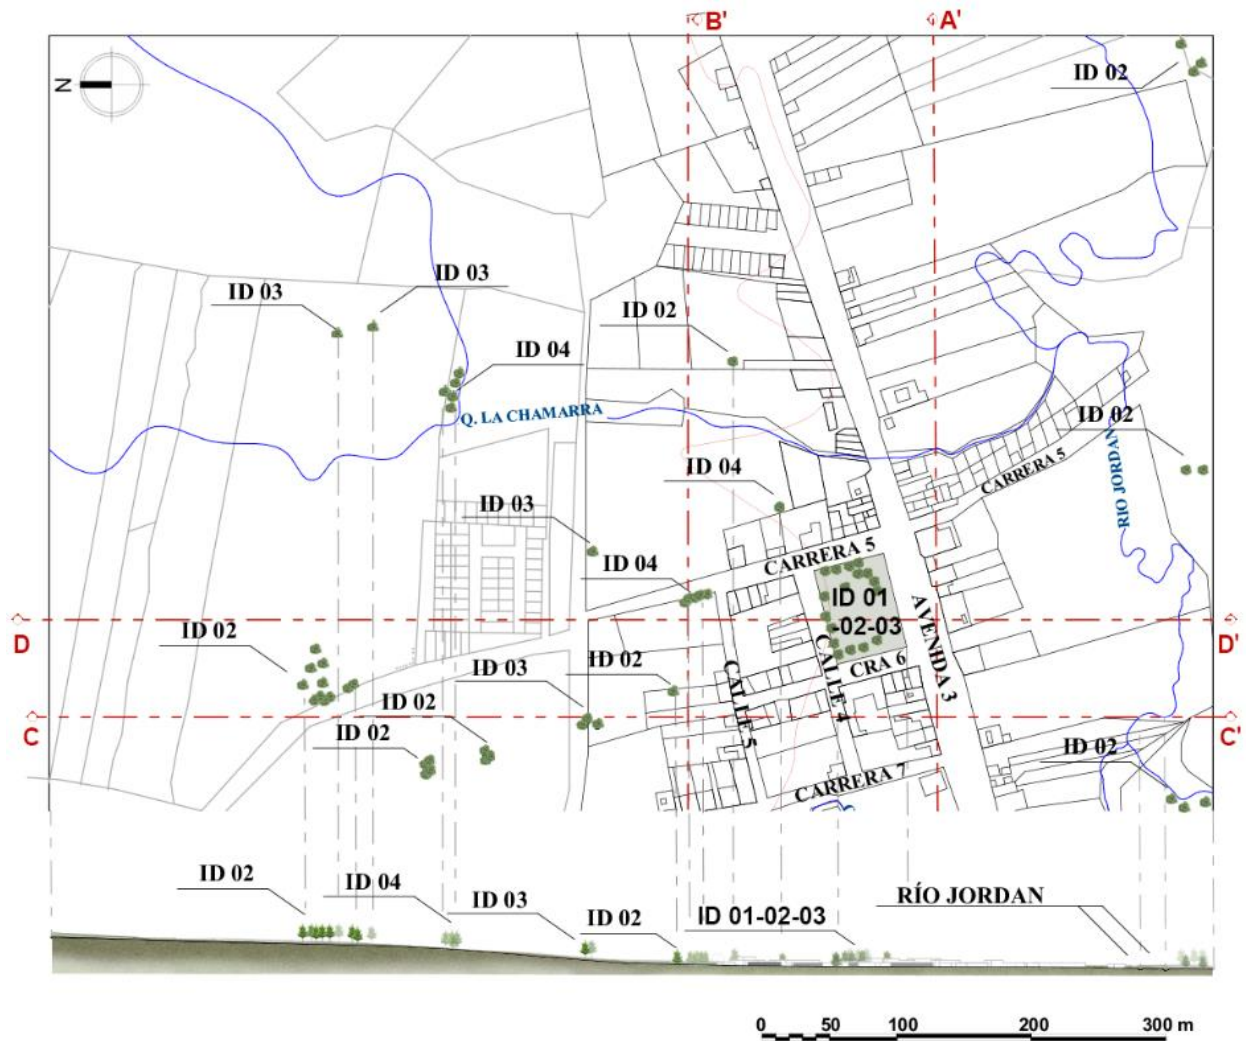 B'
A'
ID 02
N
ID 03
ID 03
ID 02
ID 04
Q. LA CHAMARRA
ID 02
RIO JORDAN
CARRERA 5
ID 04
ID 03
CARRERA 5
ID 04
ID 01
-02-03
AVENIDA 3
D
D'
ID 02
ID 03
ID 02
CRA 6
CALLE 4
CALLE 5
ID 02
C
C'
ID 02
ID 02
CARRERA 7
ID 02
ID 04
ID 03
ID 02
ID 01-02-03
RÍO JORDAN
0 50 100 200 300 m